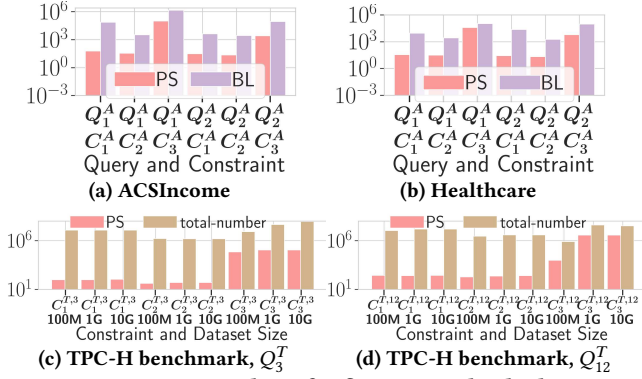 10^6
10^3
10^0
10^{-3}
PS BL
Q_1^A Q_1^A Q_1^A Q_2^A Q_2^A Q_2^A
C_1^A C_2^A C_3^A C_1^A C_2^A C_3^A
Query and Constraint
(a) ACSIncome
10^6
10^3
10^0
10^{-3}
PS BL
Q_1^A Q_1^A Q_1^A Q_2^A Q_2^A Q_2^A
C_1^A C_2^A C_3^A C_1^A C_2^A C_3^A
Query and Constraint
(b) Healthcare
PS total-number
10^6
10^1
C_1^{T,3} C_1^{T,3} C_1^{T,3} C_2^{T,3} C_2^{T,3} C_2^{T,3} C_3^{T,3} C_3^{T,3} C_3^{T,3}
100M 1G 10G 100M 1G 10G 100M 1G 10G
Constraint and Dataset Size
(c) TPC-H benchmark, Q_3^T
PS total-number
10^6
10^1
C_1^{T,12} C_1^{T,12} C_1^{T,12} C_2^{T,12} C_2^{T,12} C_2^{T,12} C_3^{T,12} C_3^{T,12} C_3^{T,12}
100M 1G 10G 100M 1G 10G 100M 1G 10G
Constraint and Dataset Size
(d) TPC-H benchmark, Q_{12}^T